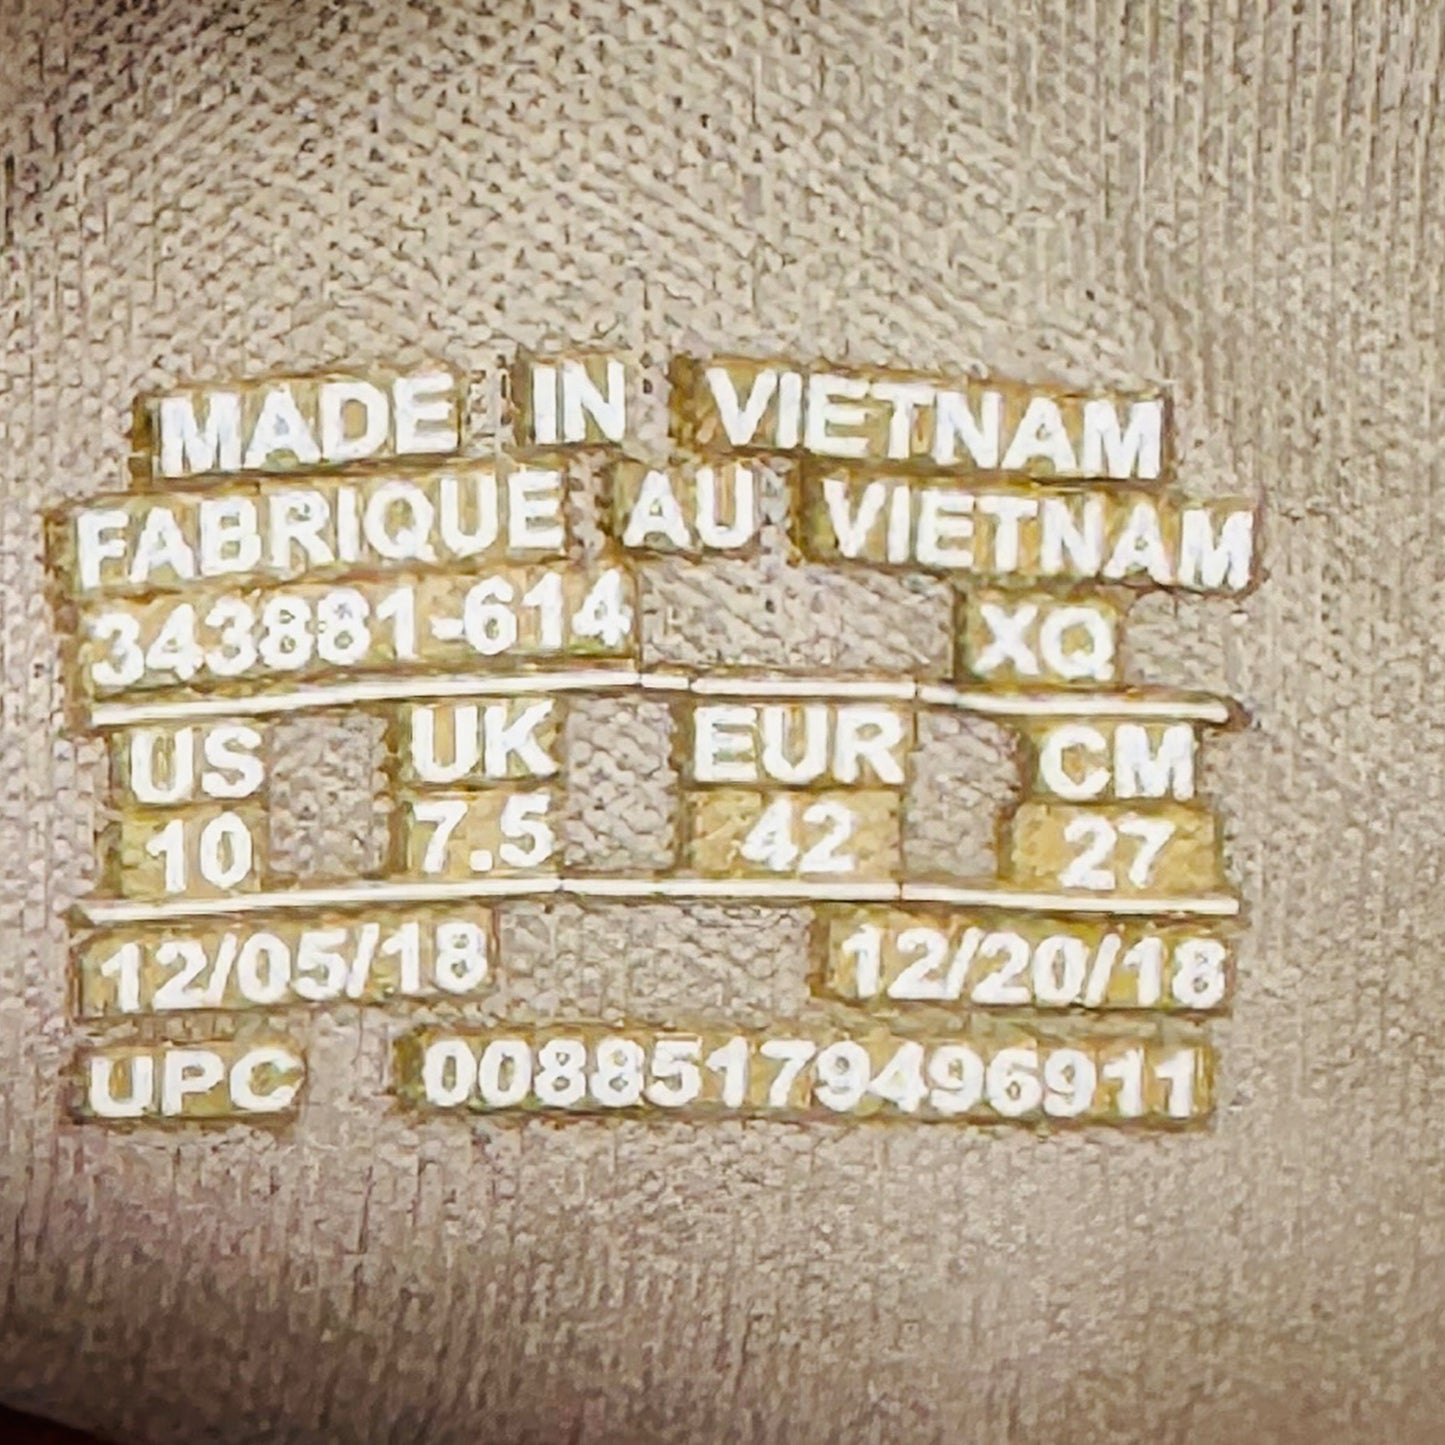 MADE IN VIETNAM
FABRIQUE AU VIETNAM
343881-614 XQ
US UK EUR CM
10 7.5 42 27
12/05/18 12/20/18
UPC 00885179496911